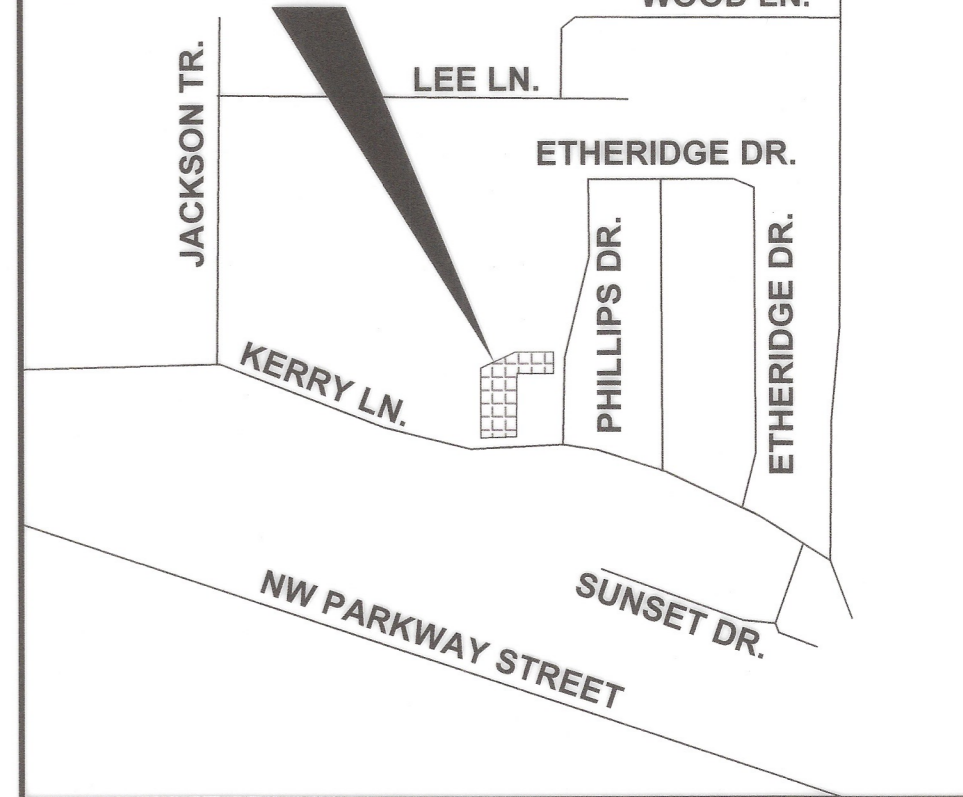 WOOD LN.
JACKSON TR.
LEE LN.
ETHERIDGE DR.
PHILLIPS DR.
ETHERIDGE DR.
KERRY LN.
SUNSET DR.
NW PARKWAY STREET